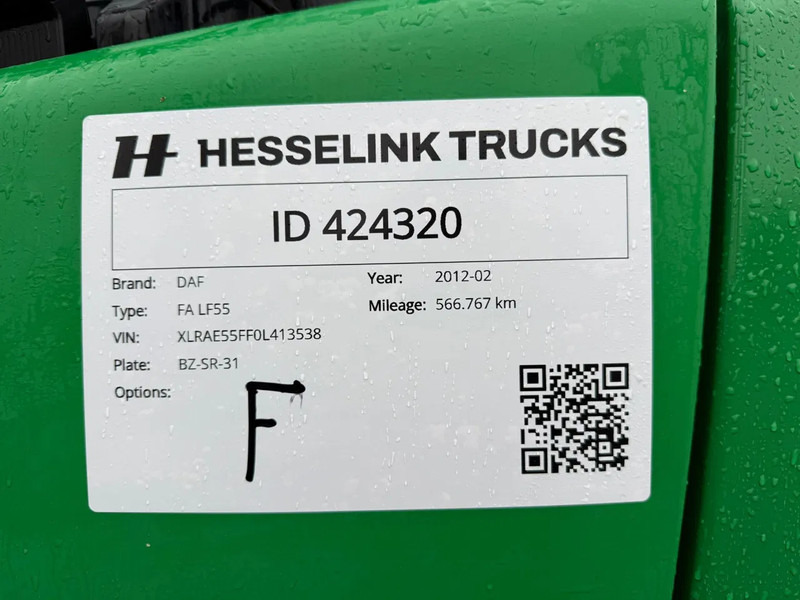 H HESSELINK TRUCKS
ID 424320
Brand: DAF
Year: 2012-02
Type: FA LF55
Mileage: 566.767 km
VIN: XLRAE55FF0L413538
Plate: BZ-SR-31
Options:
F